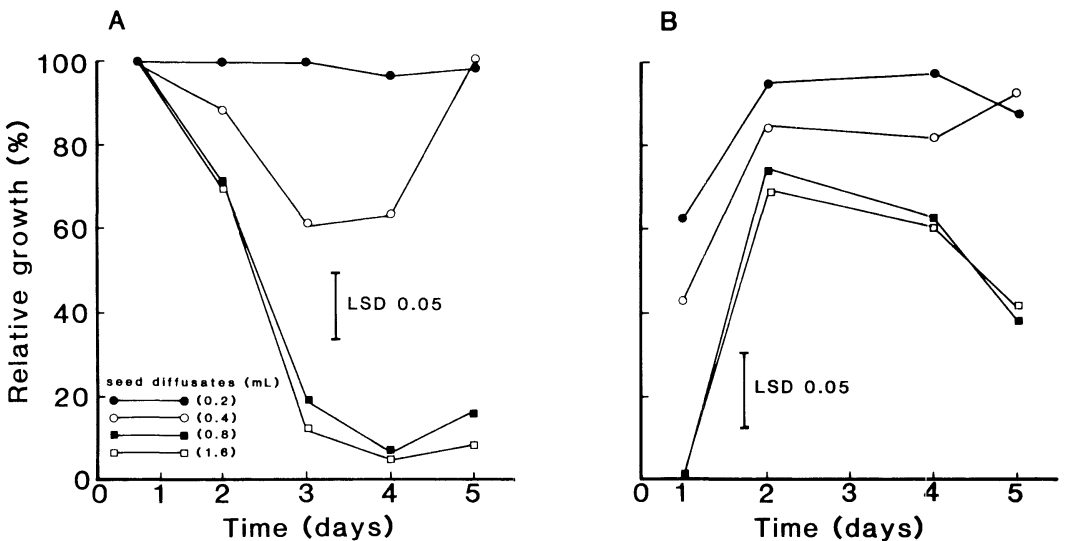 A
B
Relative growth (%)
100
80
60
40
20
0
LSD 0.05
LSD 0.05
seed diffusates (mL)
(0.2)
(0.4)
(0.8)
(1.6)
0 1 2 3 4 5
0 1 2 3 4 5
Time (days)
Time (days)